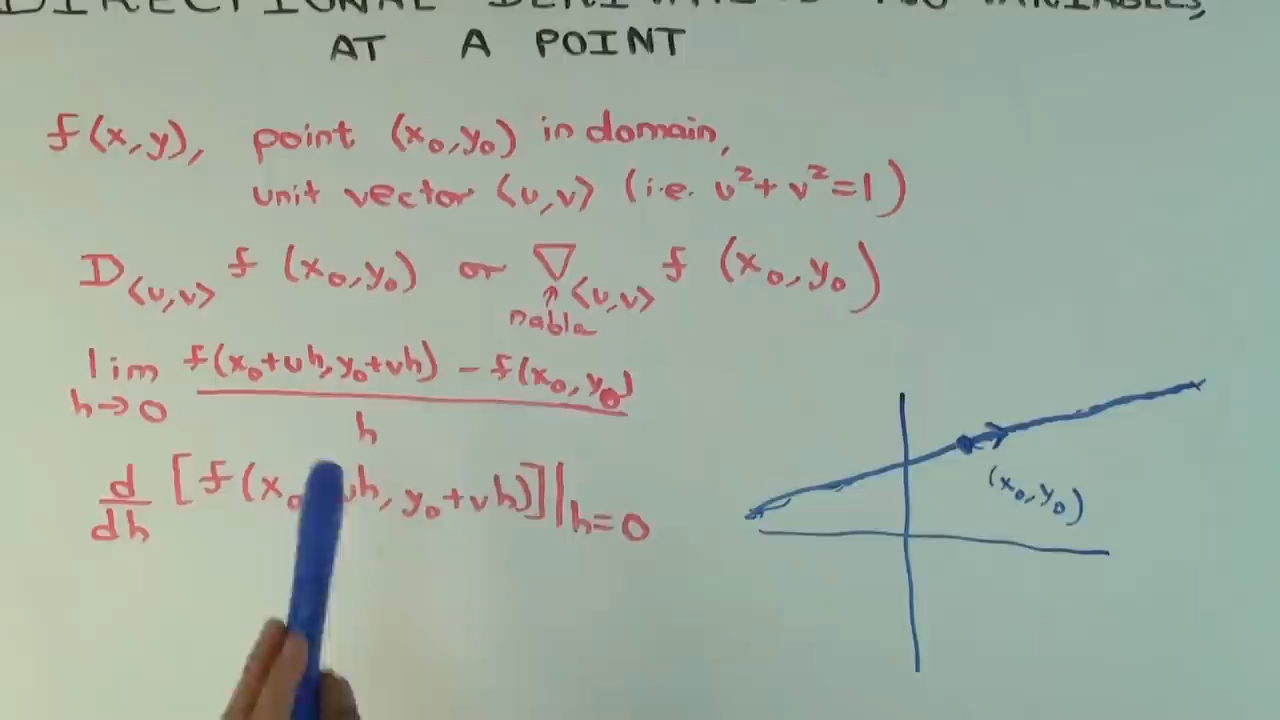 DIRECTIONAL
AT A POINT
f(x,y), point (x₀,y₀) in domain,
unit vector ⟨u,v⟩ (i.e. u²+v²=1)
D⟨u,v⟩ f (x₀,y₀) or ∇⟨u,v⟩ f (x₀,y₀)
nabla
lim h→0 f(x₀+uh,y₀+vh) − f(x₀,y₀) / h
d/dh [f(x₀ uh, y₀+vh)]|h=0
(x₀,y₀)